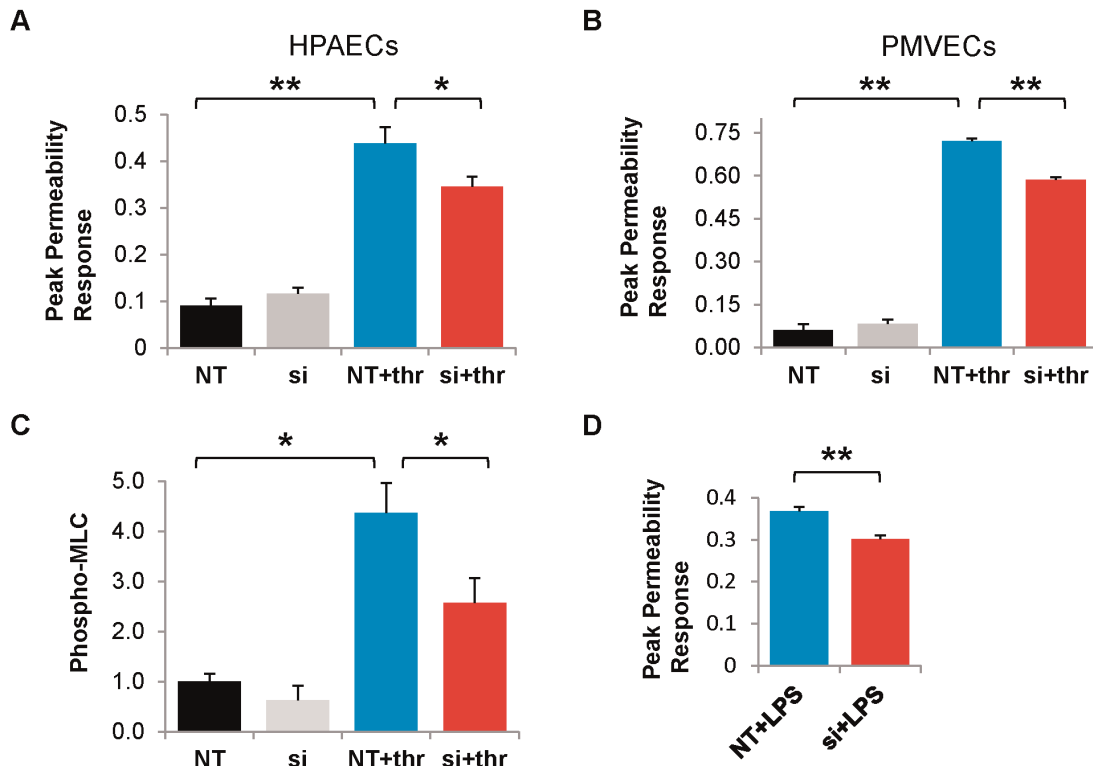 A
HPAECs
** *
Peak Permeability
Response
0.5
0.4
0.3
0.2
0.1
0
NT si NT+thr si+thr
B
PMVECs
** **
Peak Permeability
Response
0.75
0.60
0.45
0.30
0.15
0.00
NT si NT+thr si+thr
C
* *
Phospho-MLC
5.0
4.0
3.0
2.0
1.0
0.0
NT si NT+thr si+thr
D
**
Peak Permeability
Response
0.4
0.3
0.2
0.1
0
NT+LPS si+LPS